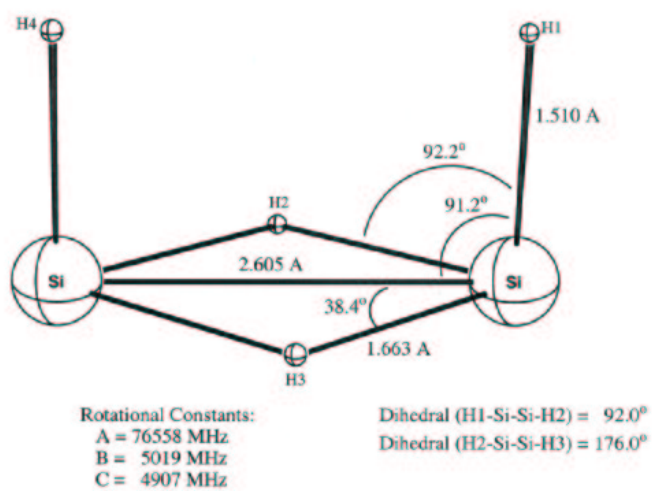 H4
H1
1.510 A
92.2°
H2
91.2°
2.605 A
Si
Si
38.4°
1.663 A
H3
Rotational Constants:
A = 76558 MHz
B = 5019 MHz
C = 4907 MHz
Dihedral (H1-Si-Si-H2) = 92.0°
Dihedral (H2-Si-Si-H3) = 176.0°